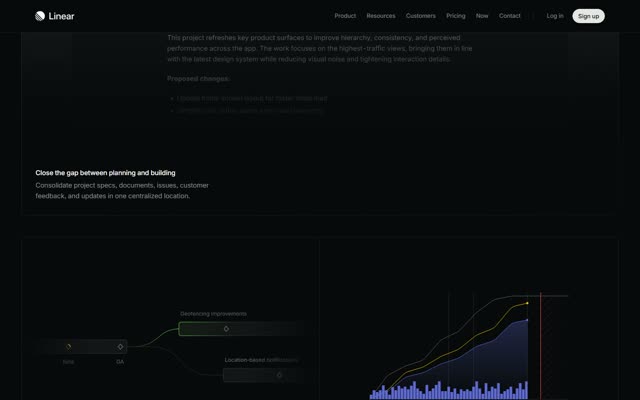 Linear
Product Resources Customers Pricing Now Contact Log in Sign up
This project refreshes key product surfaces to improve hierarchy, consistency, and perceived
performance across the app. The work focuses on the highest-traffic views, bringing them in line
with the latest design system while reducing visual noise and tightening interaction details.
Proposed changes:
Close the gap between planning and building
Consolidate project specs, documents, issues, customer
feedback, and updates in one centralized location.
Geofencing improvements
Beta GA
Location-based notifications